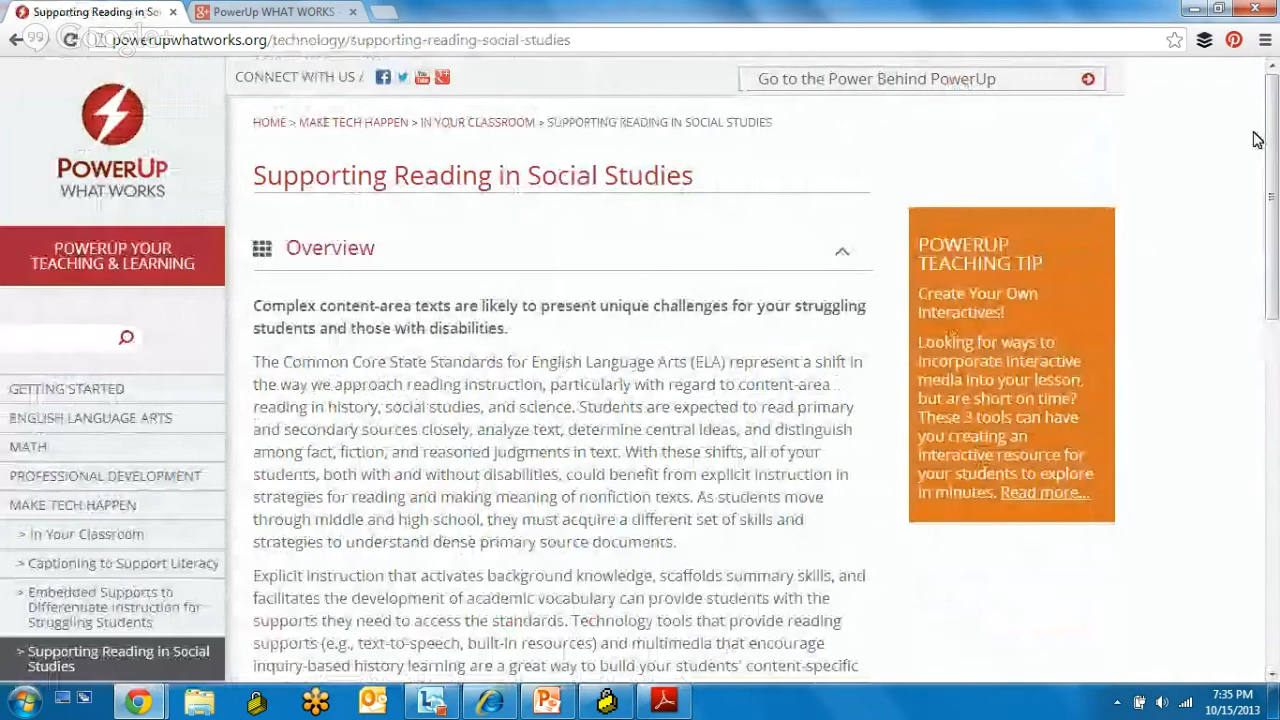 Supporting Reading in So
PowerUp WHAT WORKS -
Google+
powerupwhatworks.org/technology/supporting-reading-social-studies
POWERUP
WHAT WORKS
POWERUP YOUR
TEACHING & LEARNING
GETTING STARTED
ENGLISH LANGUAGE ARTS
MATH
PROFESSIONAL DEVELOPMENT
MAKE TECH HAPPEN
> In Your Classroom
> Captioning to Support Literacy
> Embedded Supports to
Differentiate Instruction for
Struggling Students
> Supporting Reading in Social
Studies
CONNECT WITH US /
Go to the Power Behind PowerUp
HOME > MAKE TECH HAPPEN > IN YOUR CLASSROOM > SUPPORTING READING IN SOCIAL STUDIES
Supporting Reading in Social Studies
Overview
Complex content-area texts are likely to present unique challenges for your struggling
students and those with disabilities.
The Common Core State Standards for English Language Arts (ELA) represent a shift in
the way we approach reading instruction, particularly with regard to content-area
reading in history, social studies, and science. Students are expected to read primary
and sources closely, analyze text, determine central ideas, and distinguish
among fact, fiction, and reasoned judgments in text. With these shifts, all of your
students, with and without disabilities, could benefit from explicit instruction in
strategies for reading and making meaning of nonfiction texts. As students move
through middle and high school, they must acquire a different set of skills and
strategies to understand dense primary source documents.
Explicit instruction that activates background knowledge, scaffolds summary skills, and
facilitates the development of academic vocabulary can provide students with the
supports they need to access the standards. Technology tools that provide reading
supports (e.g., text-to-speech, built-in resources) and multimedia that encourage
inquiry-based history learning are a great way to build your students' content-specific
POWERUP
TEACHING TIP
Create Your Own
Interactives!
Looking for ways to
incorporate interactive
media into your lesson,
but are short on time?
These 3 tools can have
you creating an
interactive resource for
your students to explore
in minutes. Read more...
7:35 PM
10/15/2013